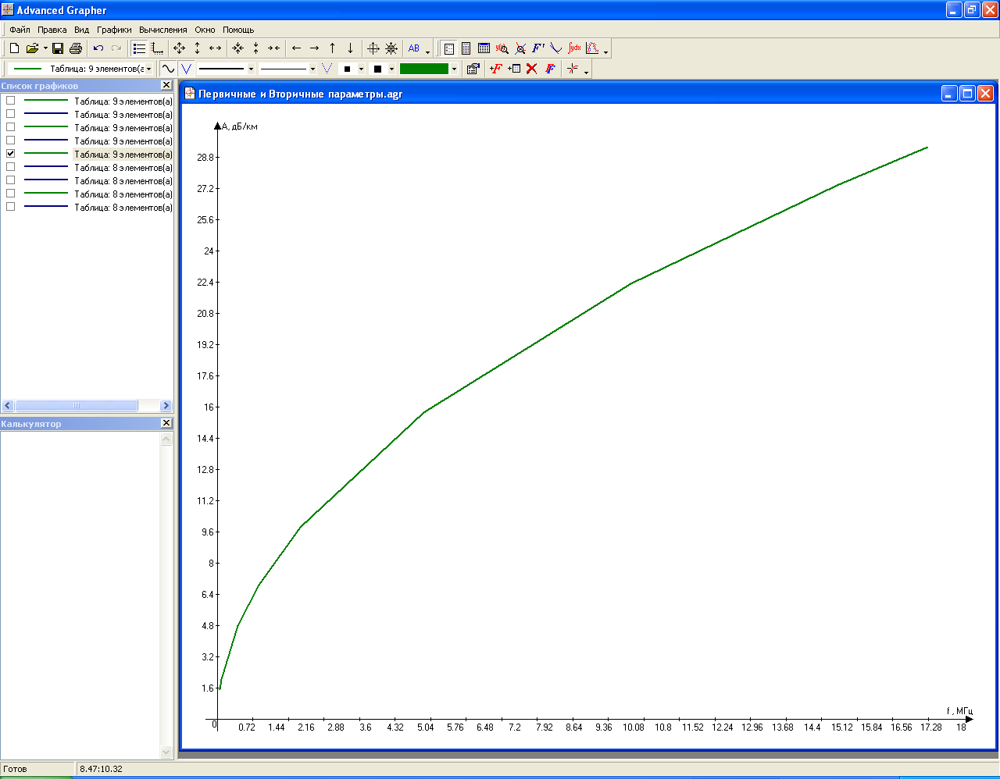 Advanced Grapher
Файл Правка Вид Графики Вычисления Окно Помощь
AB y(x) F' ∫ydx
Таблица: 9 элементов(а +F F
Список графиков
Таблица: 9 элементов(а)
Таблица: 9 элементов(а)
Таблица: 9 элементов(а)
Таблица: 9 элементов(а)
Таблица: 9 элементов(а)
Таблица: 8 элементов(а)
Таблица: 8 элементов(а)
Таблица: 8 элементов(а)
Таблица: 8 элементов(а)
Калькулятор
Первичные и Вторичные параметры.agr
A, дБ/км
28.8
27.2
25.6
24
22.4
20.8
19.2
17.6
16
14.4
12.8
11.2
9.6
8
6.4
4.8
3.2
1.6
f , МГц
0 0.72 1.44 2.16 2.88 3.6 4.32 5.04 5.76 6.48 7.2 7.92 8.64 9.36 10.08 10.8 11.52 12.24 12.96 13.68 14.4 15.12 15.84 16.56 17.28 18
Готов 8.47:10.32